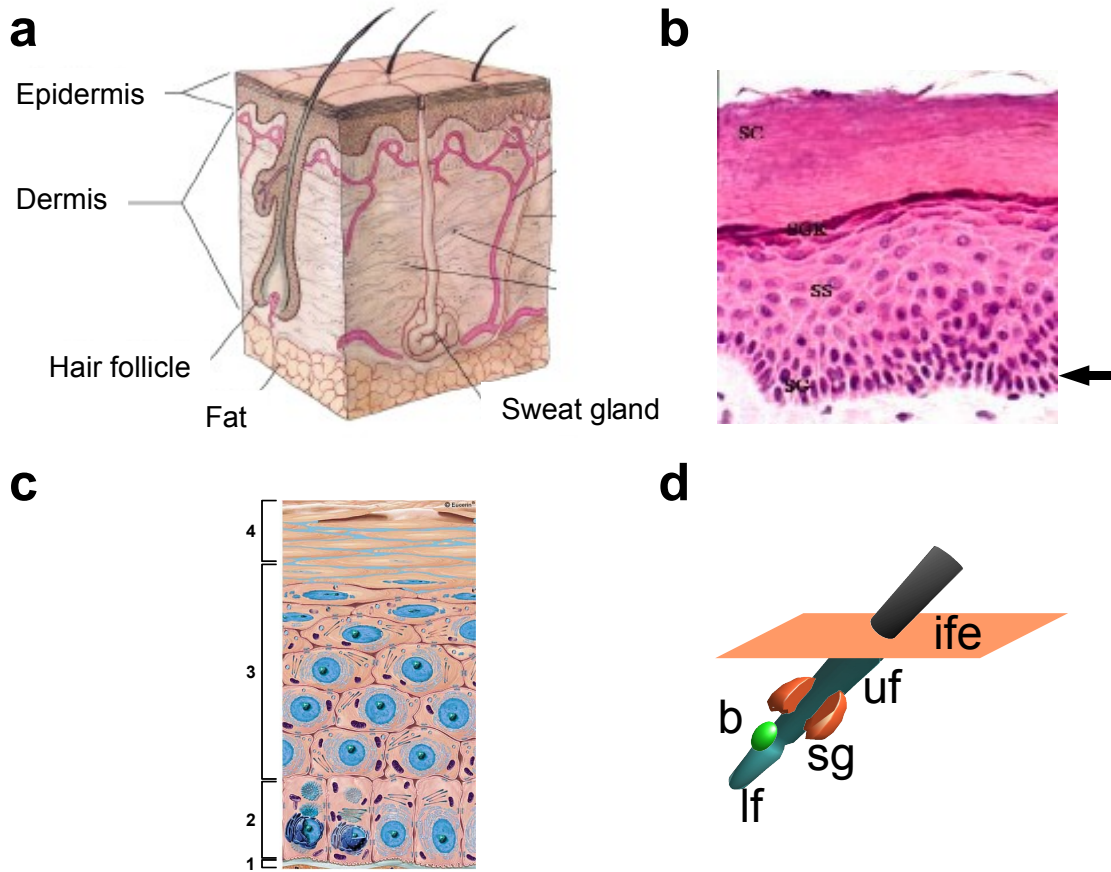 a
Epidermis
Dermis
Hair follicle
Fat
Sweat gland
b
SC
SGR
SS
SG
c
© Eucerin®
4
3
2
1
d
ife
uf
b
sg
lf